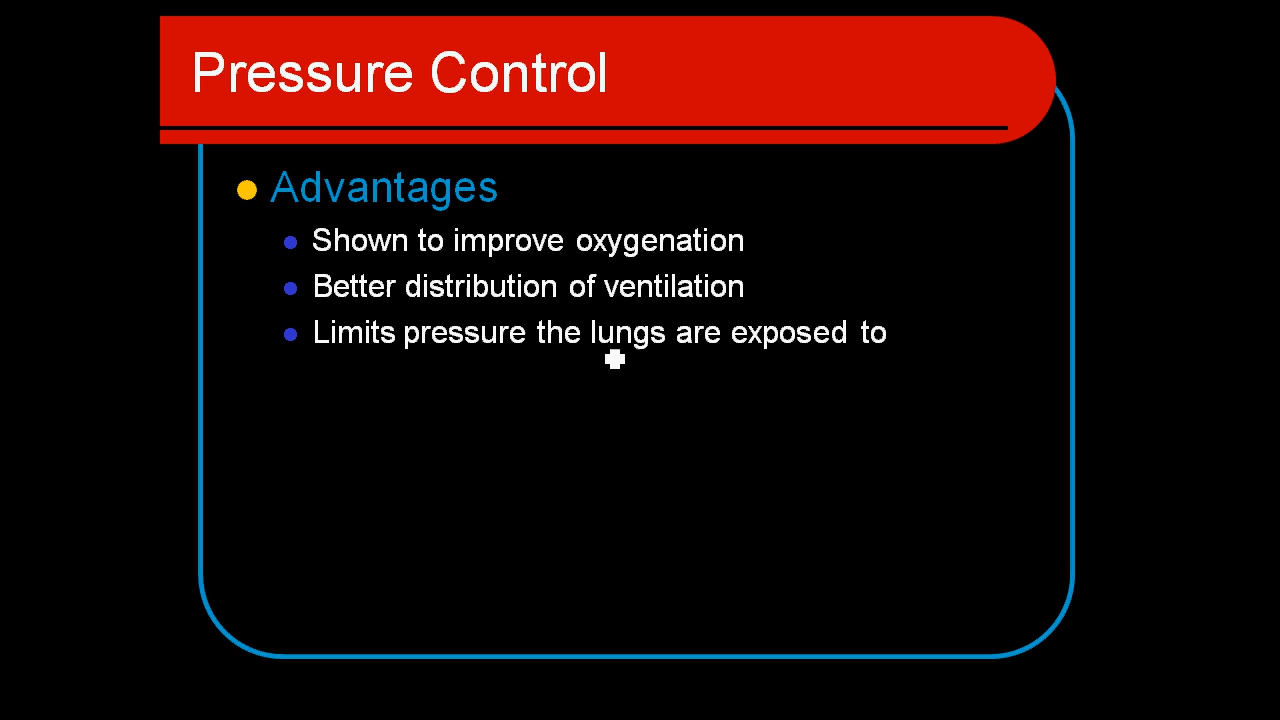 Pressure Control
Advantages
Shown to improve oxygenation
Better distribution of ventilation
Limits pressure the lungs are exposed to